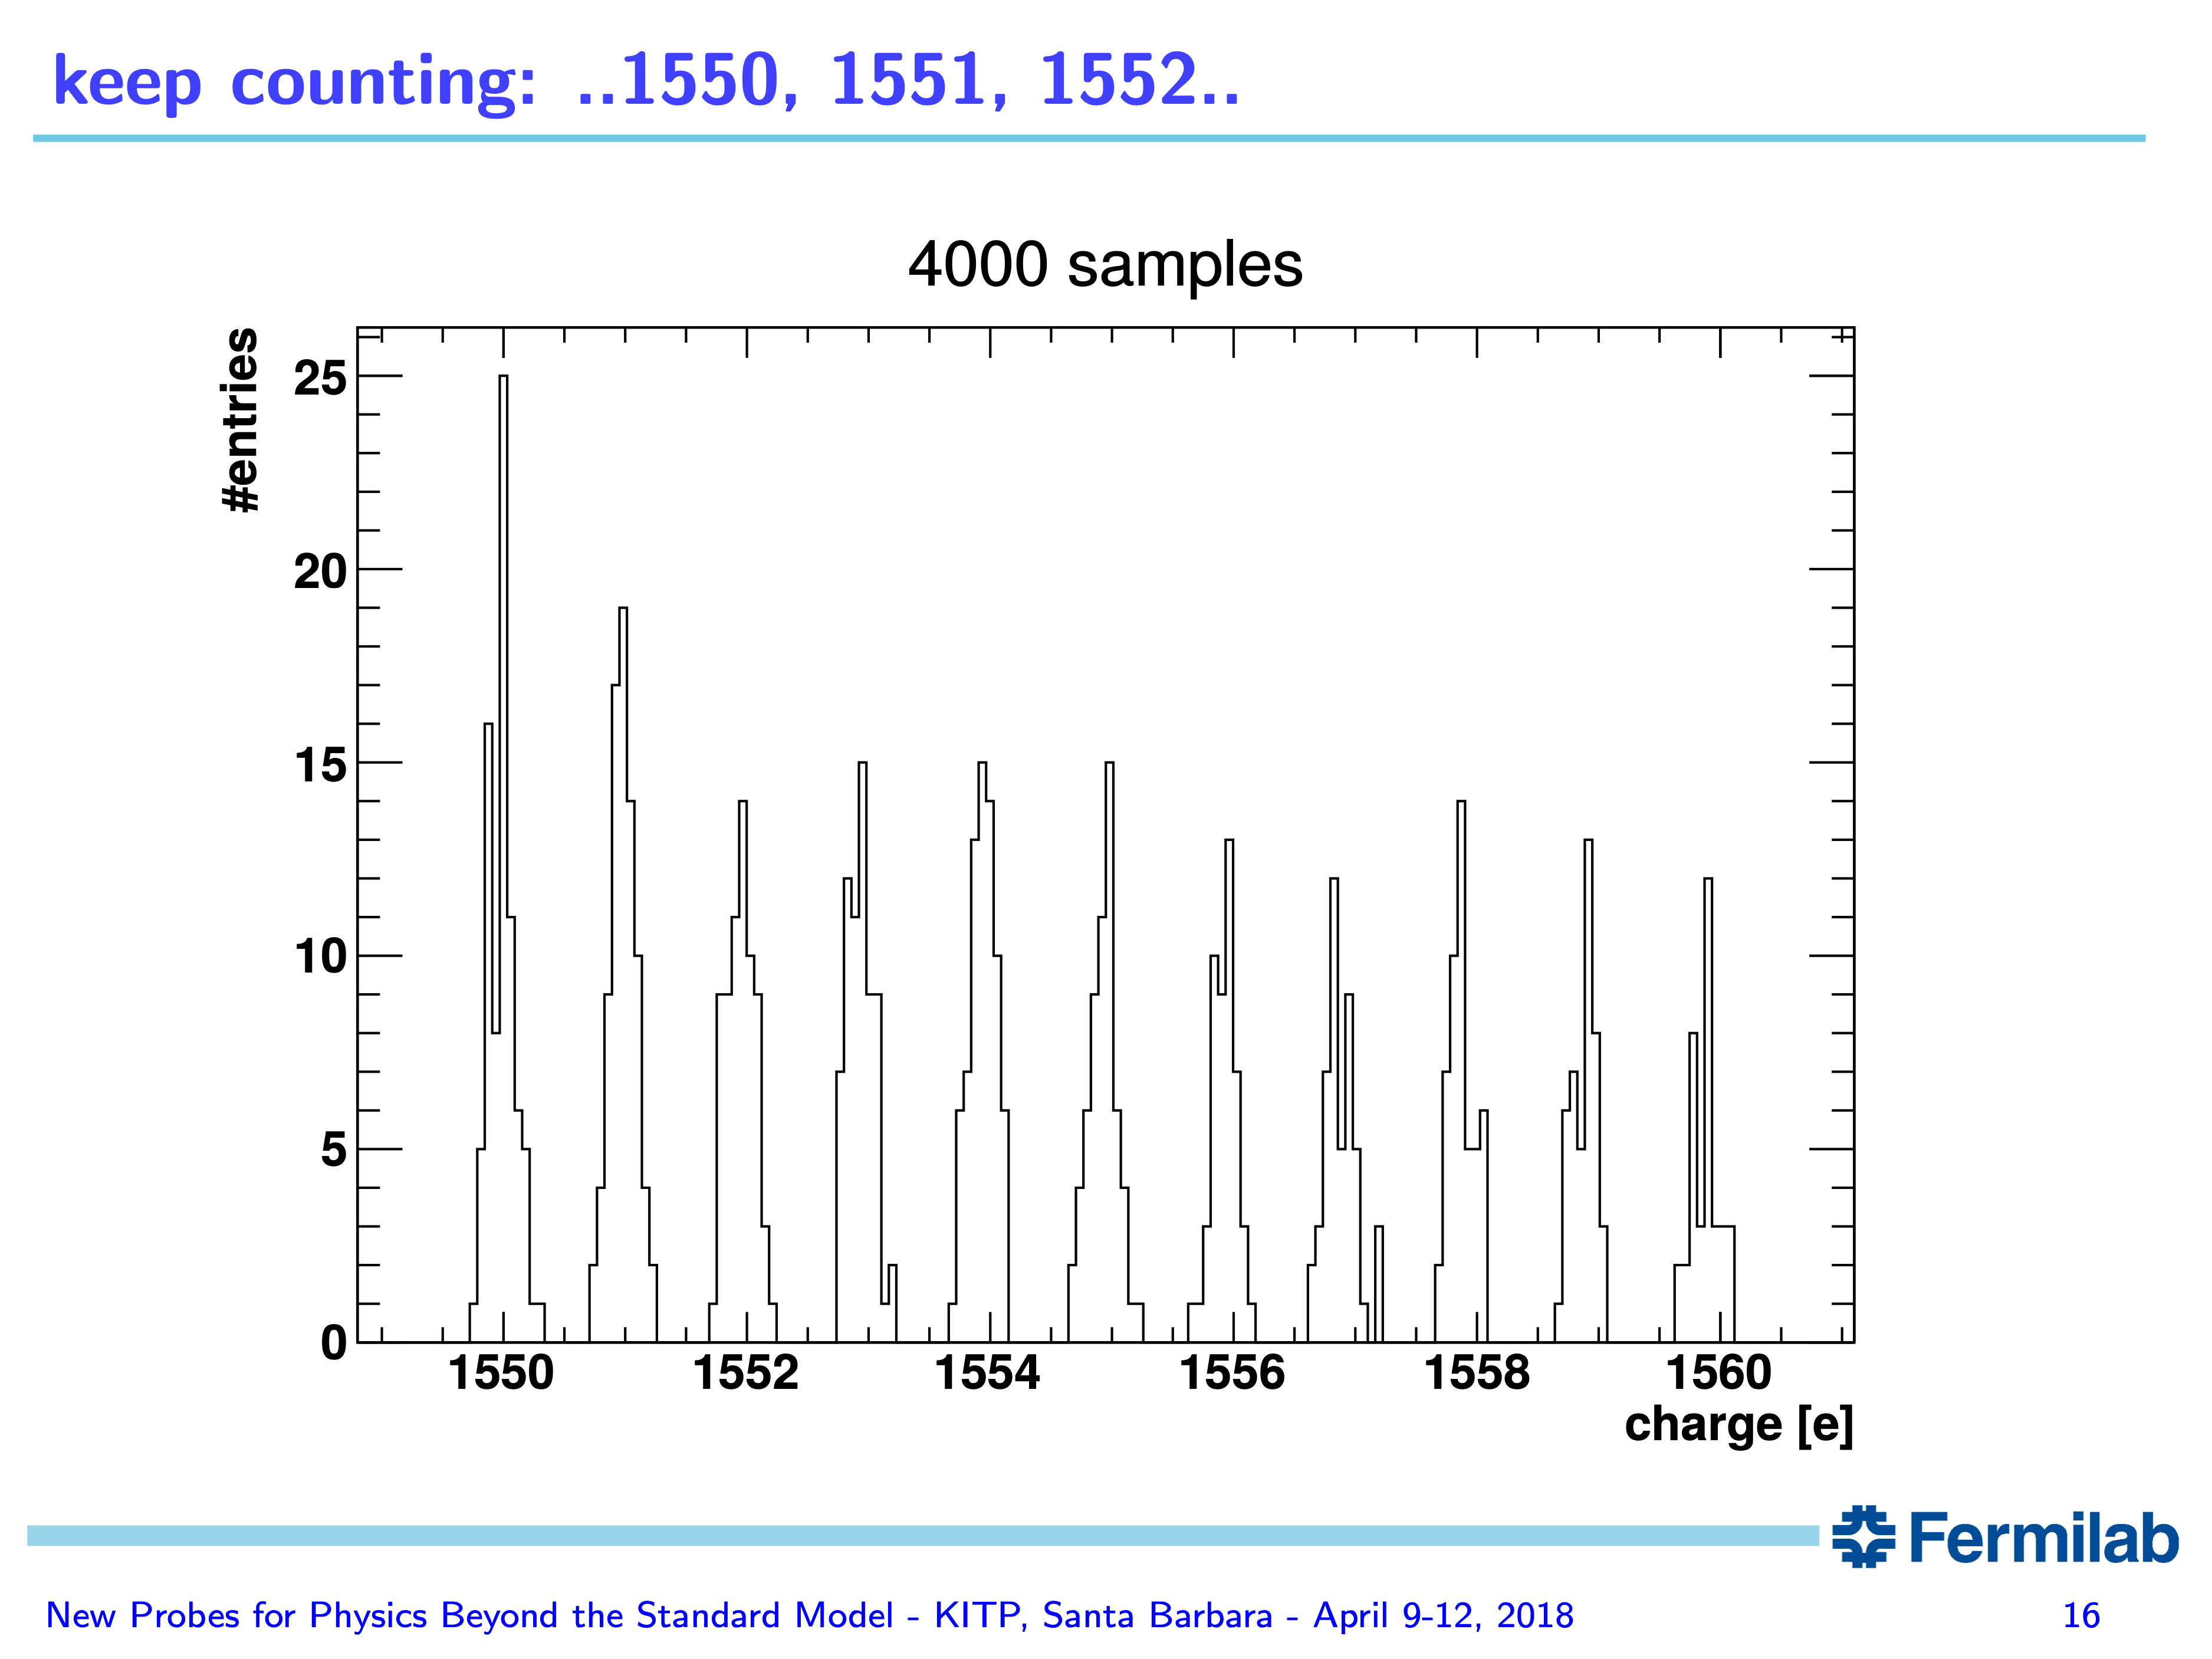 keep counting: ..1550, 1551, 1552..
4000 samples
#entries
25
20
15
10
5
0
1550 1552 1554 1556 1558 1560
charge [e]
Fermilab
New Probes for Physics Beyond the Standard Model - KITP, Santa Barbara - April 9-12, 2018 16